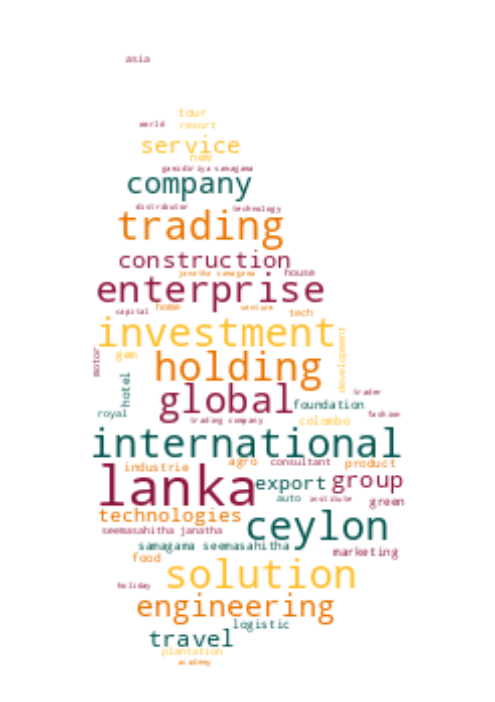 asia
tour
world resort
service
new
gamidiriya samagama
company
distributor technology
trading
construction
janatha samagama house
enterprise
capital home venture tech
investment
motor gem holding development
hotel global trader
royal foundation fashion
trading company colombo
international
industrie agro consultant product
lanka export group
auto institute green
technologies ceylon
seemasahitha janatha
samagama seemasahitha marketing
food solution
holiday
engineering
logistic
travel
plantation
academy